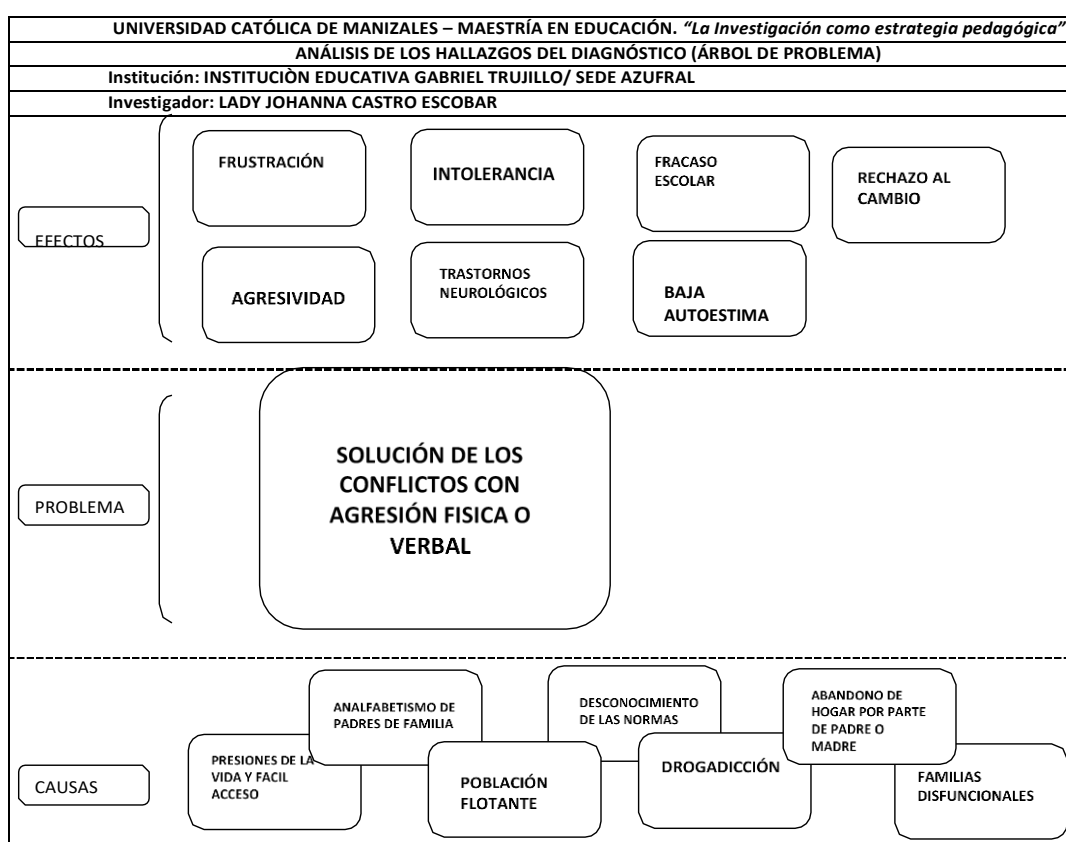 UNIVERSIDAD CATÓLICA DE MANIZALES – MAESTRÍA EN EDUCACIÓN. “La Investigación como estrategia pedagógica”
ANÁLISIS DE LOS HALLAZGOS DEL DIAGNÓSTICO (ÁRBOL DE PROBLEMA)
Institución: INSTITUCIÒN EDUCATIVA GABRIEL TRUJILLO/ SEDE AZUFRAL
Investigador: LADY JOHANNA CASTRO ESCOBAR
EFECTOS
FRUSTRACIÓN
INTOLERANCIA
FRACASO
ESCOLAR
RECHAZO AL
CAMBIO
AGRESIVIDAD
TRASTORNOS
NEUROLÓGICOS
BAJA
AUTOESTIMA
PROBLEMA
SOLUCIÓN DE LOS
CONFLICTOS CON
AGRESIÓN FISICA O
VERBAL
CAUSAS
PRESIONES DE LA
VIDA Y FACIL
ACCESO
ANALFABETISMO DE
PADRES DE FAMILIA
POBLACIÓN
FLOTANTE
DESCONOCIMIENTO
DE LAS NORMAS
DROGADICCIÓN
ABANDONO DE
HOGAR POR PARTE
DE PADRE O
MADRE
FAMILIAS
DISFUNCIONALES